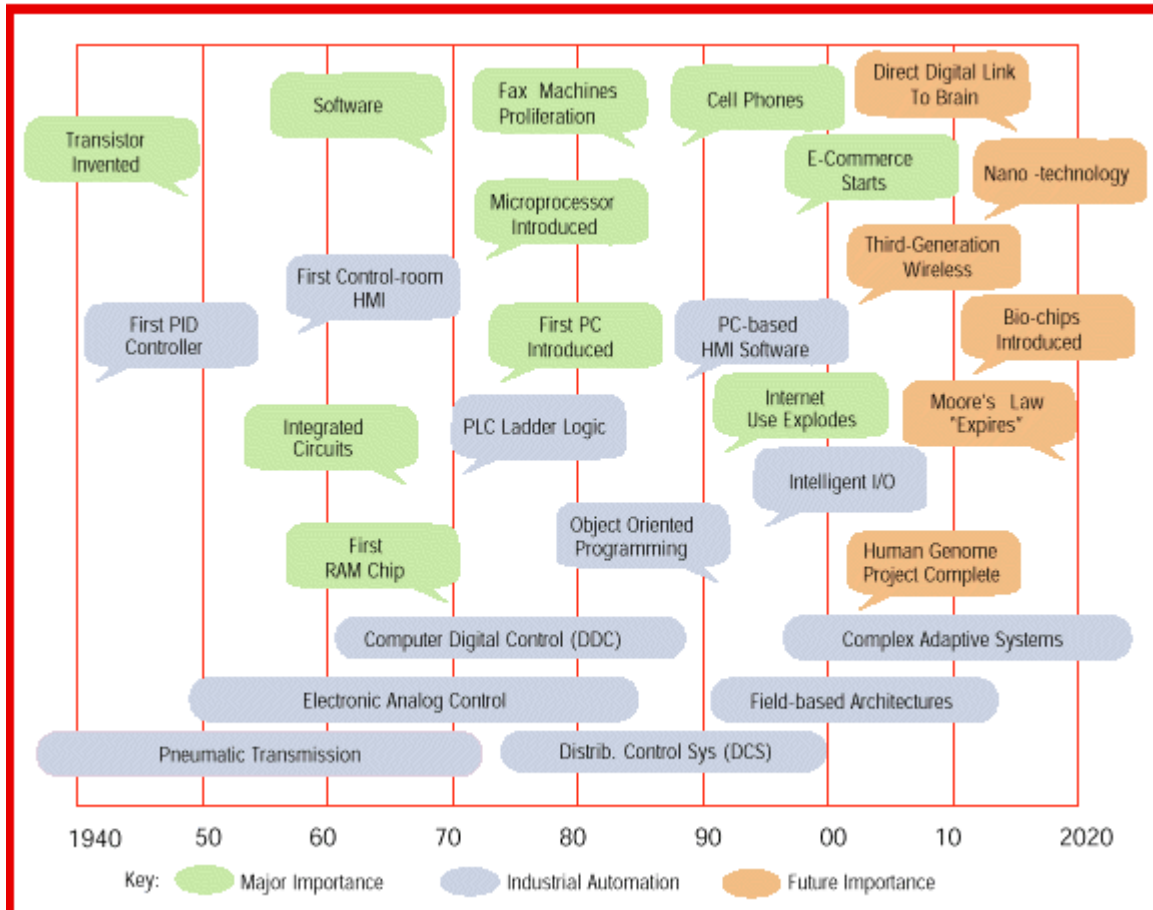 Direct Digital Link
To Brain
Fax Machines
Proliferation
Software
Cell Phones
Transistor
Invented
E-Commerce
Starts
Nano -technology
Microprocessor
Introduced
Third-Generation
Wireless
First Control-room
HMI
First PID
Controller
First PC
Introduced
PC-based
HMI Software
Bio-chips
Introduced
Internet
Use Explodes
Moore's Law
"Expires"
Integrated
Circuits
PLC Ladder Logic
Intelligent I/O
Object Oriented
Programming
First
RAM Chip
Human Genome
Project Complete
Computer Digital Control (DDC)
Complex Adaptive Systems
Electronic Analog Control
Field-based Architectures
Pneumatic Transmission
Distrib. Control Sys (DCS)
1940 50 60 70 80 90 00 10 2020
Key: Major Importance Industrial Automation Future Importance